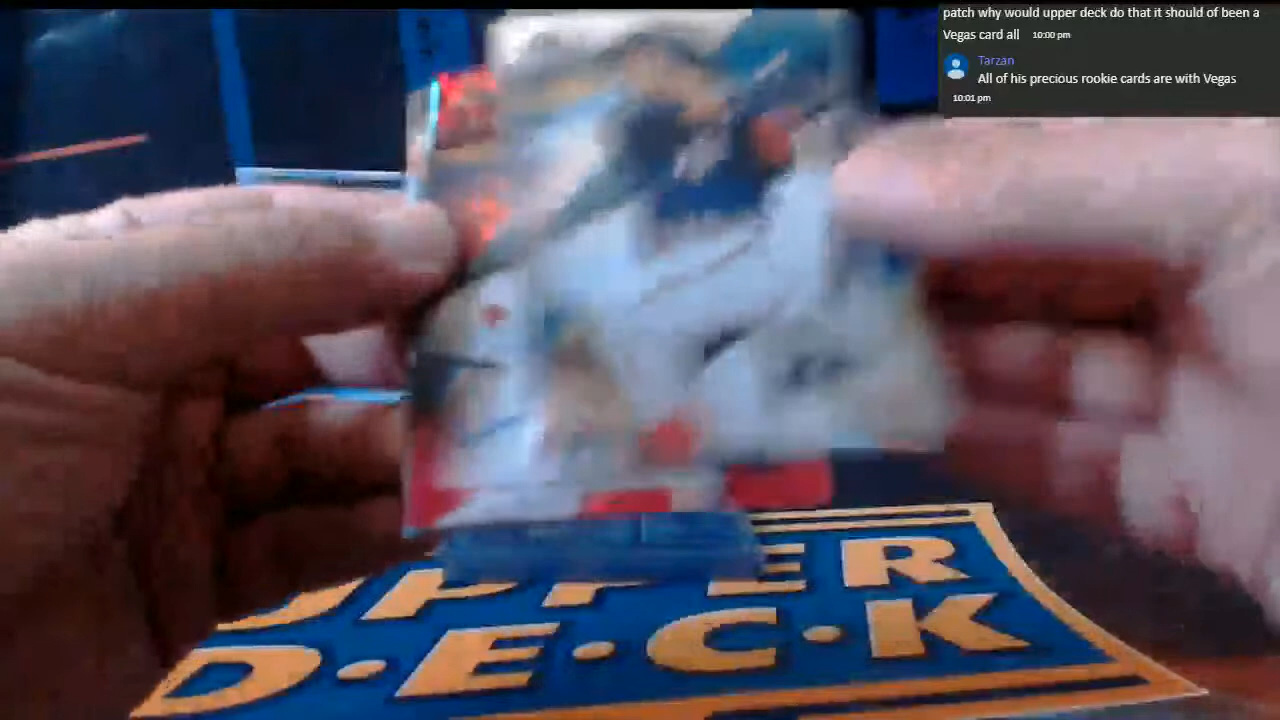 patch why would upper deck do that it should of been a
Vegas card all 10:00 pm
Tarzan
All of his precious rookie cards are with Vegas
10:01 pm
UPPER
D·E·C·K